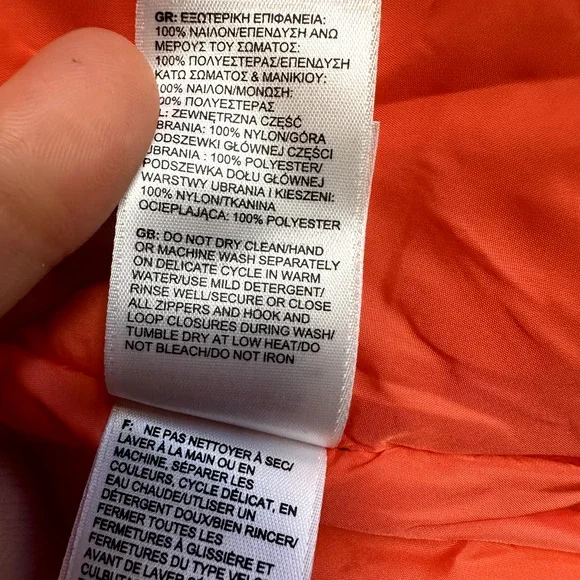 GR: ΕΞΩΤΕΡΙΚΗ ΕΠΙΦΑΝΕΙΑ:
100% ΝΑΙΛΟΝ/ΕΠΕΝΔΥΣΗ ΑΝΩ
ΜΕΡΟΥΣ ΤΟΥ ΣΩΜΑΤΟΣ:
100% ΠΟΛΥΕΣΤΕΡΑΣ/ΕΠΕΝΔΥΣΗ
ΚΑΤΩ ΣΩΜΑΤΟΣ & ΜΑΝΙΚΙΟΥ:
ΝΑΙΛΟΝ/ΜΟΝΩΣΗ:
ΠΟΛΥΕΣΤΕΡΑΣ
ZEWNĘTRZNA CZĘŚĆ
UBRANIA: 100% NYLON/GÓRA
PODSZEWKI GŁÓWNEJ CZĘŚCI
UBRANIA : 100% POLYESTER/
PODSZEWKA DOŁU GŁÓWNEJ
WARSTWY UBRANIA I KIESZENI:
100% NYLON/TKANINA
OCIEPLAJĄCA: 100% POLYESTER
GB: DO NOT DRY CLEAN/HAND
OR MACHINE WASH SEPARATELY
ON DELICATE CYCLE IN WARM
WATER/USE MILD DETERGENT/
RINSE WELL/SECURE OR CLOSE
ALL ZIPPERS AND HOOK AND
LOOP CLOSURES DURING WASH/
TUMBLE DRY AT LOW HEAT/DO
NOT BLEACH/DO NOT IRON
F: NE PAS NETTOYER À SEC/
LAVER À LA MAIN OU EN
MACHINE, SÉPARER LES
COULEURS, CYCLE DÉLICAT, EN
EAU CHAUDE/UTLISER UN
DÉTERGENT DOUX/BIEN RINCER/
FERMER TOUTES LES
FERMETURES À GLISSIÈRE ET
FERMETURES DU TYPE
AVANT DE LAVER